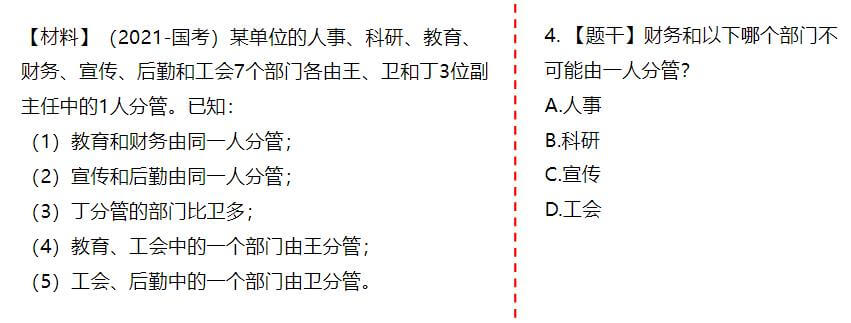 【材料】（2021-国考）某单位的人事、科研、教育、
财务、宣传、后勤和工会7个部门各由王、卫和丁3位副
主任中的1人分管。已知：
（1）教育和财务由同一人分管；
（2）宣传和后勤由同一人分管；
（3）丁分管的部门比卫多；
（4）教育、工会中的一个部门由王分管；
（5）工会、后勤中的一个部门由卫分管。
4. 【题干】财务和以下哪个部门不
可能由一人分管？
A.人事
B.科研
C.宣传
D.工会